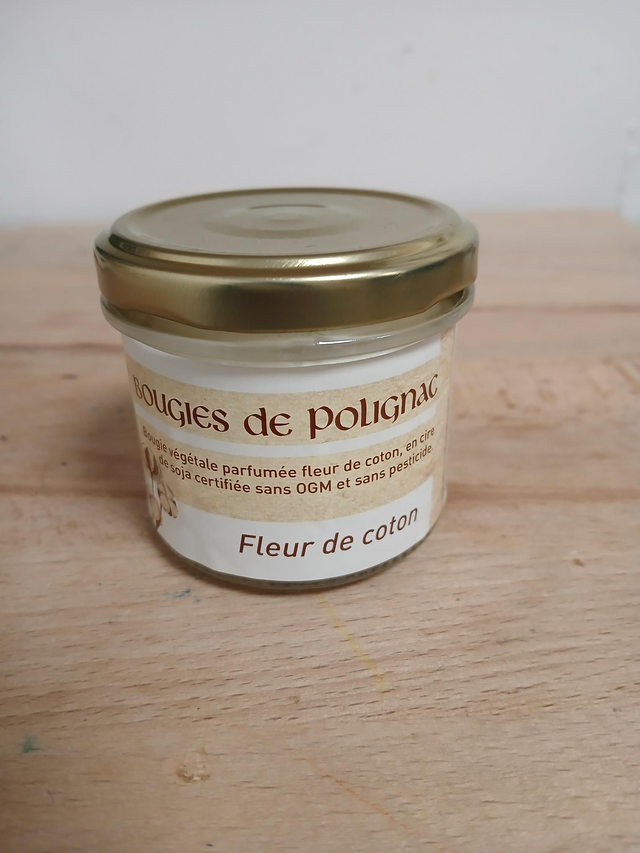 BOUGIES de POLIGNAC
Bougie végétale parfumée fleur de coton, en cire
de soja certifiée sans OGM et sans pesticide
Fleur de coton